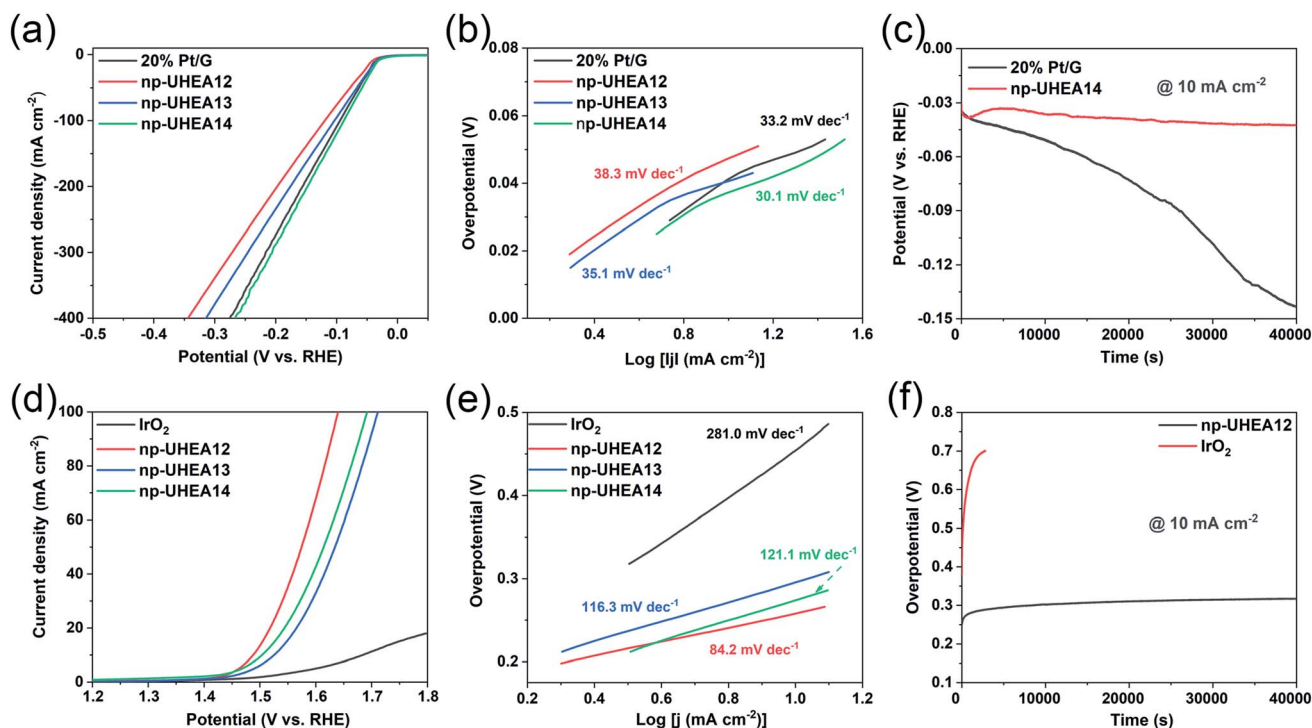 (a)
20% Pt/G
np-UHEA12
np-UHEA13
np-UHEA14
Current density (mA cm⁻²)
0
-100
-200
-300
-400
-0.5
-0.4
-0.3
-0.2
-0.1
0.0
Potential (V vs. RHE)
(b)
20% Pt/G
np-UHEA12
np-UHEA13
np-UHEA14
33.2 mV dec⁻¹
38.3 mV dec⁻¹
30.1 mV dec⁻¹
35.1 mV dec⁻¹
Overpotential (V)
0.08
0.06
0.04
0.02
0.00
0.4
0.8
1.2
1.6
Log [IjI (mA cm⁻²)]
(c)
20% Pt/G
np-UHEA14
@ 10 mA cm⁻²
Potential (V vs. RHE)
0.00
-0.03
-0.06
-0.09
-0.12
-0.15
0
10000
20000
30000
40000
Time (s)
(d)
IrO₂
np-UHEA12
np-UHEA13
np-UHEA14
Current density (mA cm⁻²)
100
80
60
40
20
0
1.2
1.3
1.4
1.5
1.6
1.7
1.8
Potential (V vs. RHE)
(e)
IrO₂
np-UHEA12
np-UHEA13
np-UHEA14
281.0 mV dec⁻¹
121.1 mV dec⁻¹
116.3 mV dec⁻¹
84.2 mV dec⁻¹
Overpotential (V)
0.5
0.4
0.3
0.2
0.2
0.4
0.6
0.8
1.0
1.2
Log [j (mA cm⁻²)]
(f)
np-UHEA12
IrO₂
@ 10 mA cm⁻²
Overpotential (V)
0.8
0.7
0.6
0.5
0.4
0.3
0.2
0.1
0
10000
20000
30000
40000
Time (s)